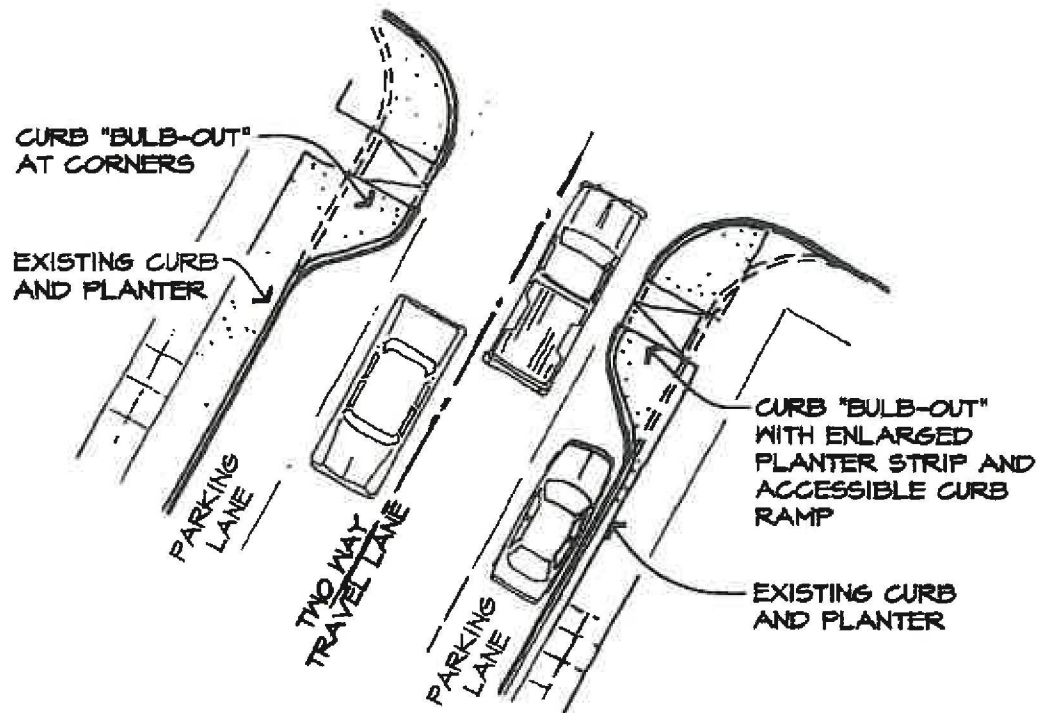 CURB "BULB-OUT"
AT CORNERS
EXISTING CURB
AND PLANTER
PARKING
LANE
TWO WAY
TRAVEL LANE
PARKING
LANE
CURB "BULB-OUT"
WITH ENLARGED
PLANTER STRIP AND
ACCESSIBLE CURB
RAMP
EXISTING CURB
AND PLANTER